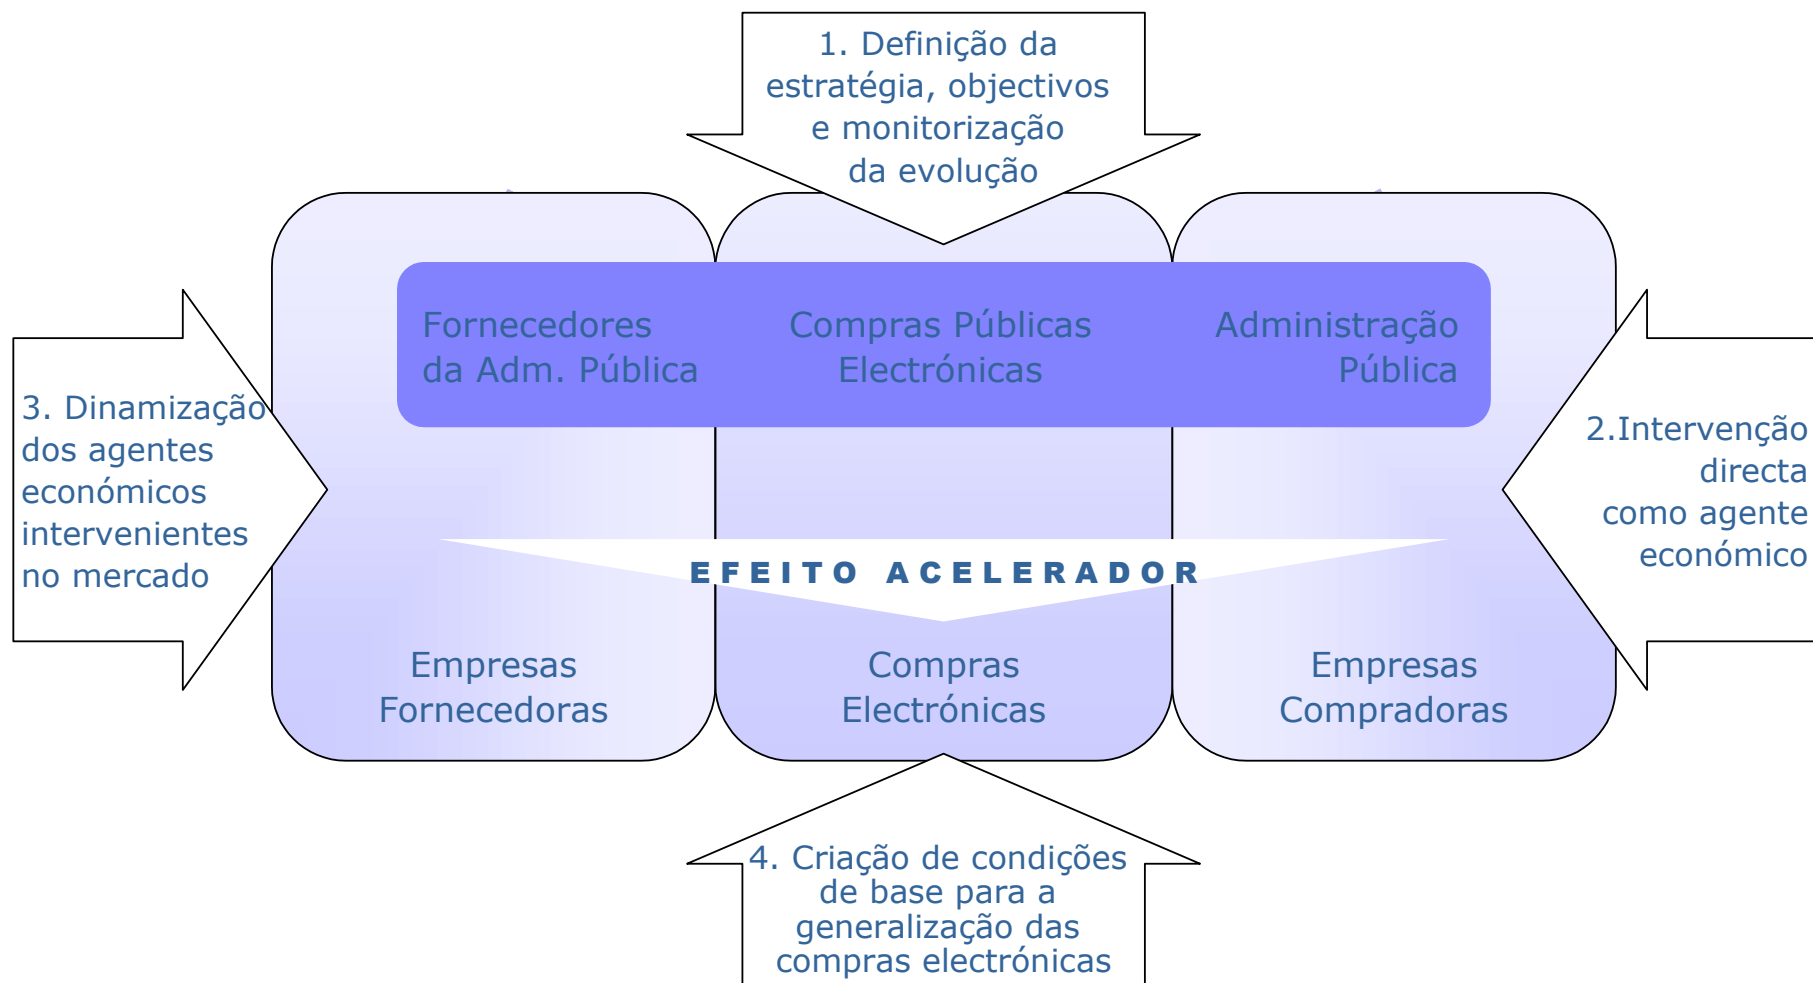 1. Definição da
estratégia, objectivos
e monitorização
da evolução
Fornecedores
da Adm. Pública
Compras Públicas
Electrónicas
Administração
Pública
3. Dinamização
dos agentes
económicos
intervenientes
no mercado
2.Intervenção
directa
como agente
económico
EFEITO ACELERADOR
Empresas
Fornecedoras
Compras
Electrónicas
Empresas
Compradoras
4. Criação de condições
de base para a
generalização das
compras electrónicas